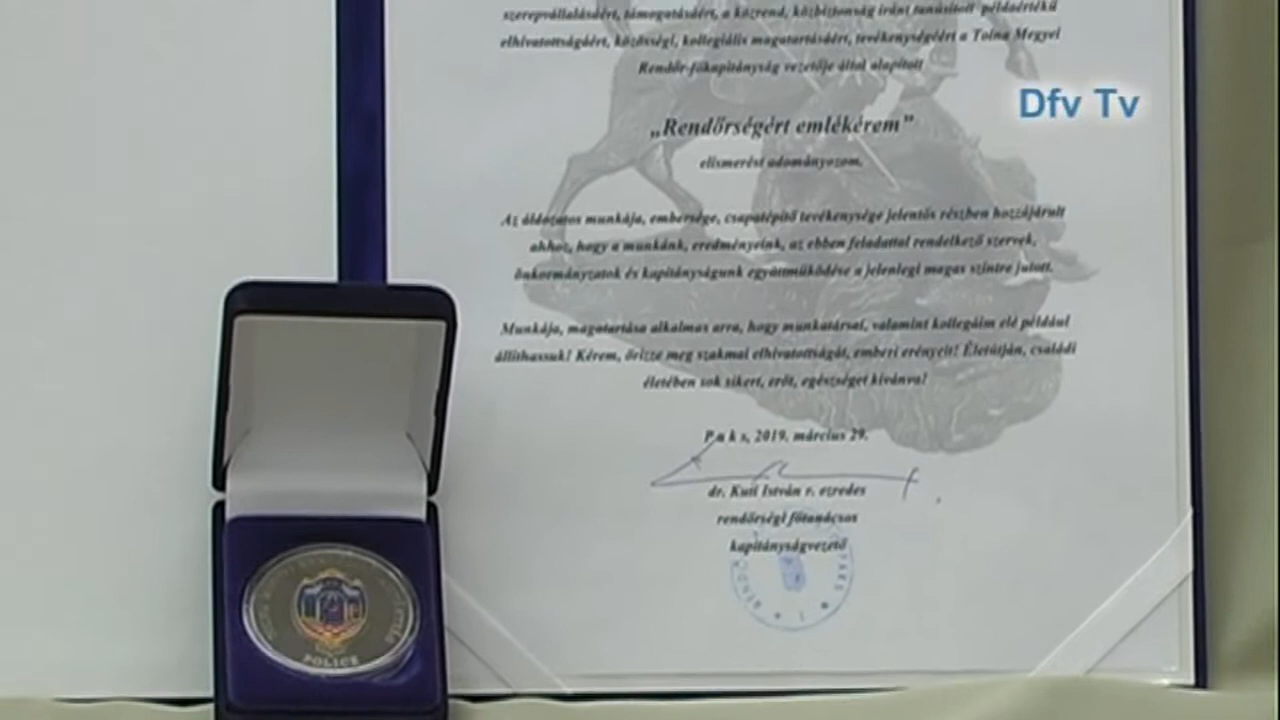 szerepvállalásáért, támogatásáért, a közrend, közbiztonság iránt tanúsított példaértékű
elhivatottságáért, közösségi, kollegiális magatartásáért, tevékenységéért a Tolna Megyei
Rendőr-főkapitányság vezetője által alapított
„Rendőrségért emlékérem”
elismerést adományozom.
Az áldozatos munkája, embersége, csapatépítő tevékenysége jelentős részben hozzájárult
ahhoz, hogy a munkánk, eredményeink, az ebben feladattal rendelkező szervek,
önkormányzatok és kapitányságunk együttműködése a jelenlegi magas szintre jutott.
Munkája, magatartása alkalmas arra, hogy munkatársai, valamint kollegáim elé például
állíthassuk! Kérem, őrizze meg szakmai elhivatottságát, emberi erényeit! Életútján, családi
életében sok sikert, erőt, egészséget kívánva!
P a k s, 2019. március 29.
dr. Kuti István r. ezredes
rendőrségi főtanácsos
kapitányságvezető
PAKS
Dfv Tv
POLICE